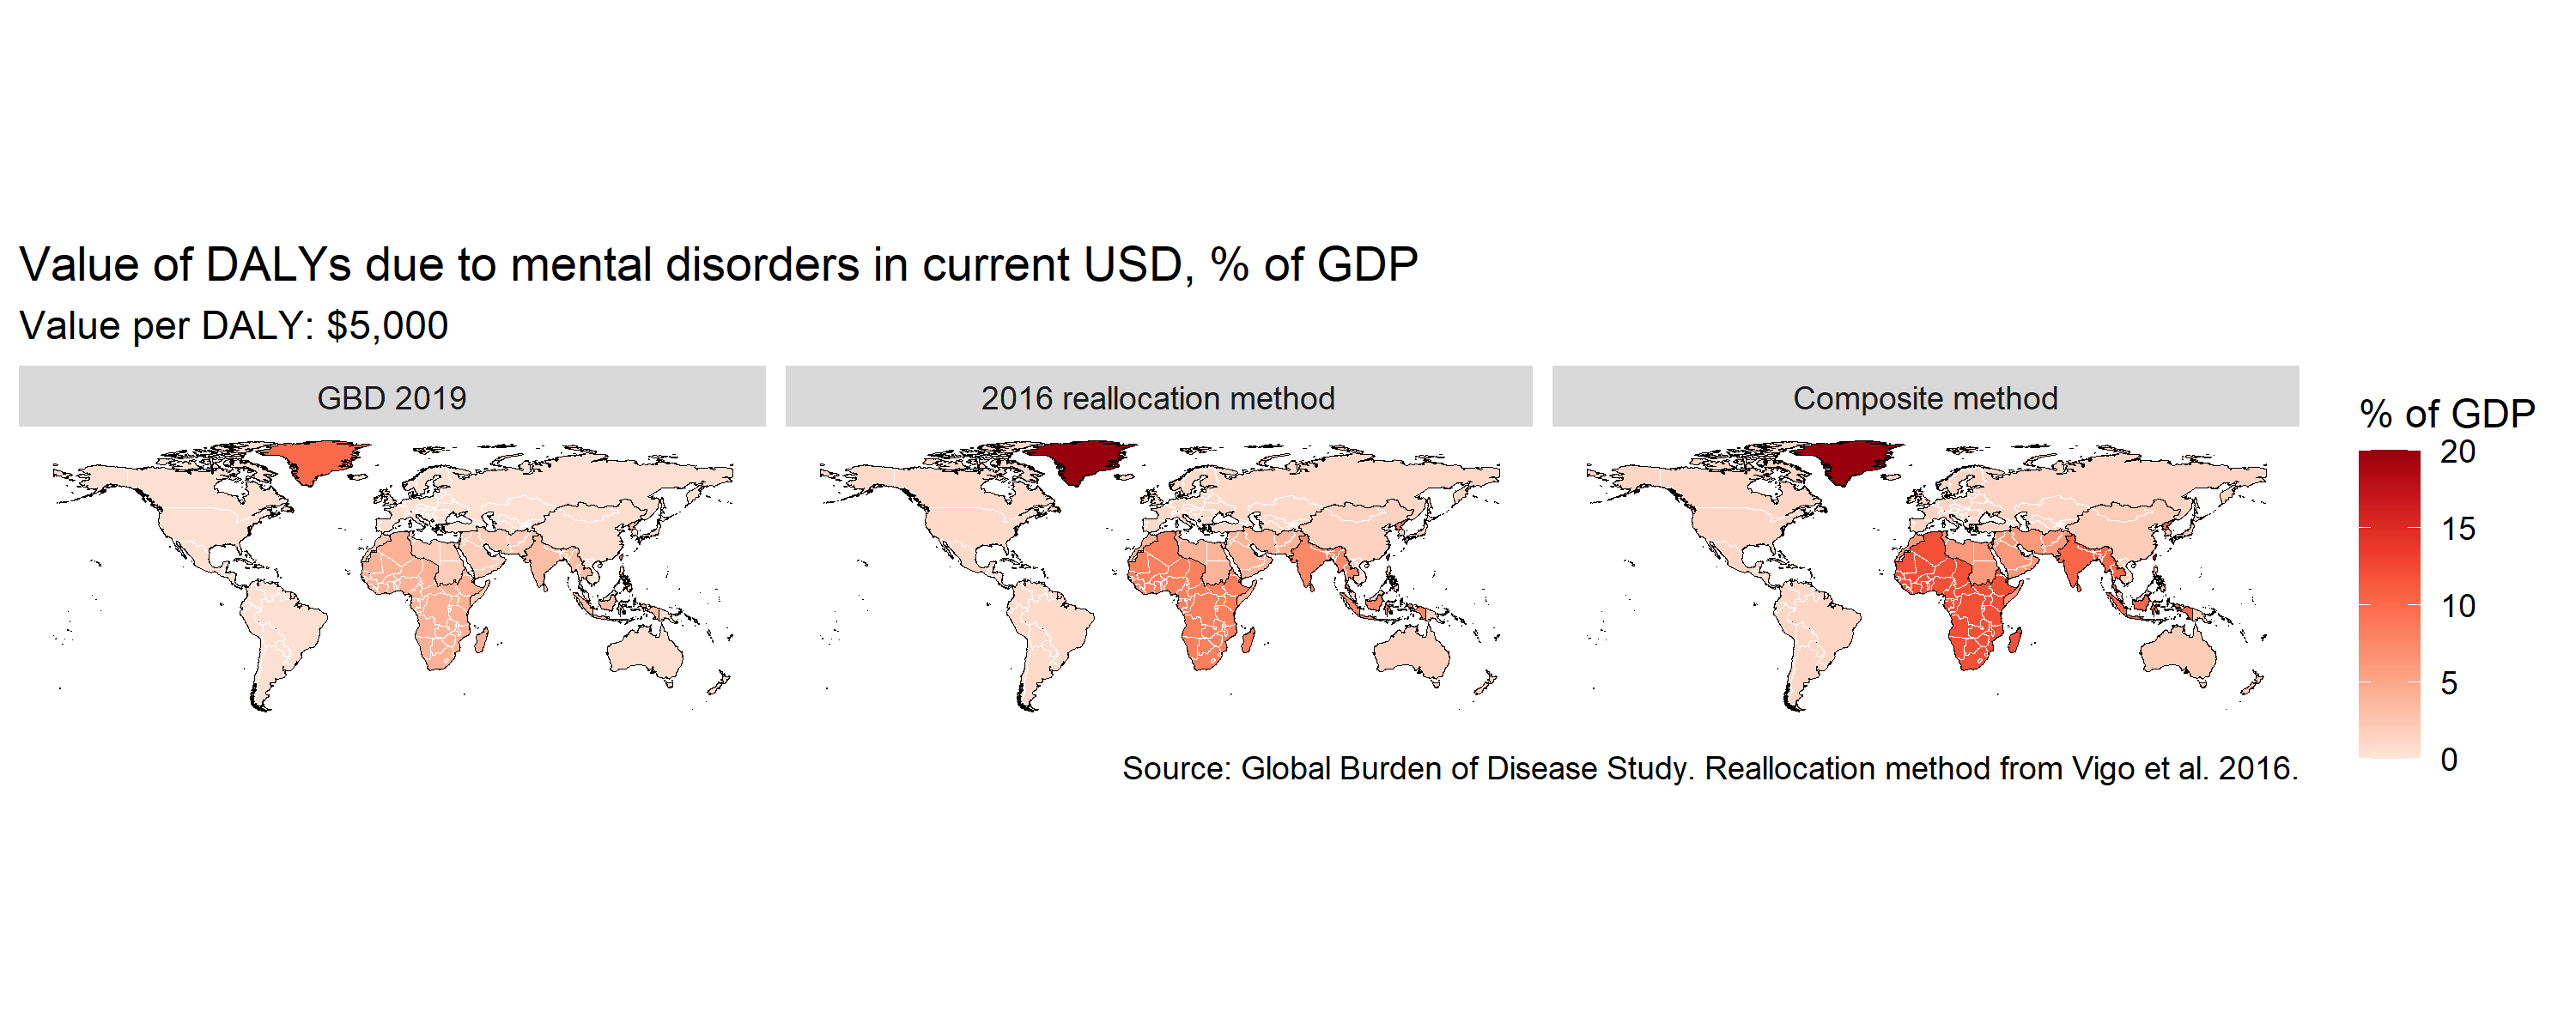 Value of DALYs due to mental disorders in current USD, % of GDP
Value per DALY: $5,000
GBD 2019
2016 reallocation method
Composite method
% of GDP
20
15
10
5
0
Source: Global Burden of Disease Study. Reallocation method from Vigo et al. 2016.